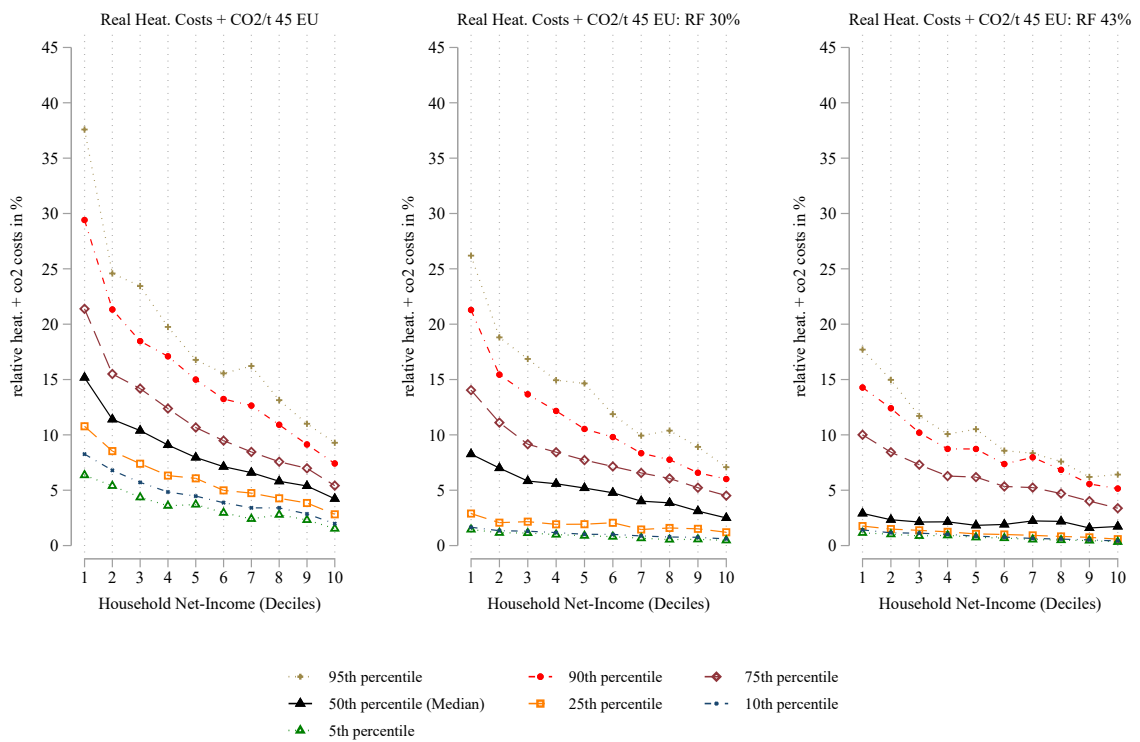 Real Heat. Costs + CO2/t 45 EU
45
40
35
30
25
20
15
10
5
0
relative heat. + co2 costs in %
1 2 3 4 5 6 7 8 9 10
Household Net-Income (Deciles)
Real Heat. Costs + CO2/t 45 EU: RF 30%
45
40
35
30
25
20
15
10
5
0
relative heat. + co2 costs in %
1 2 3 4 5 6 7 8 9 10
Household Net-Income (Deciles)
Real Heat. Costs + CO2/t 45 EU: RF 43%
45
40
35
30
25
20
15
10
5
0
relative heat. + co2 costs in %
1 2 3 4 5 6 7 8 9 10
Household Net-Income (Deciles)
95th percentile 90th percentile 75th percentile
50th percentile (Median) 25th percentile 10th percentile
5th percentile